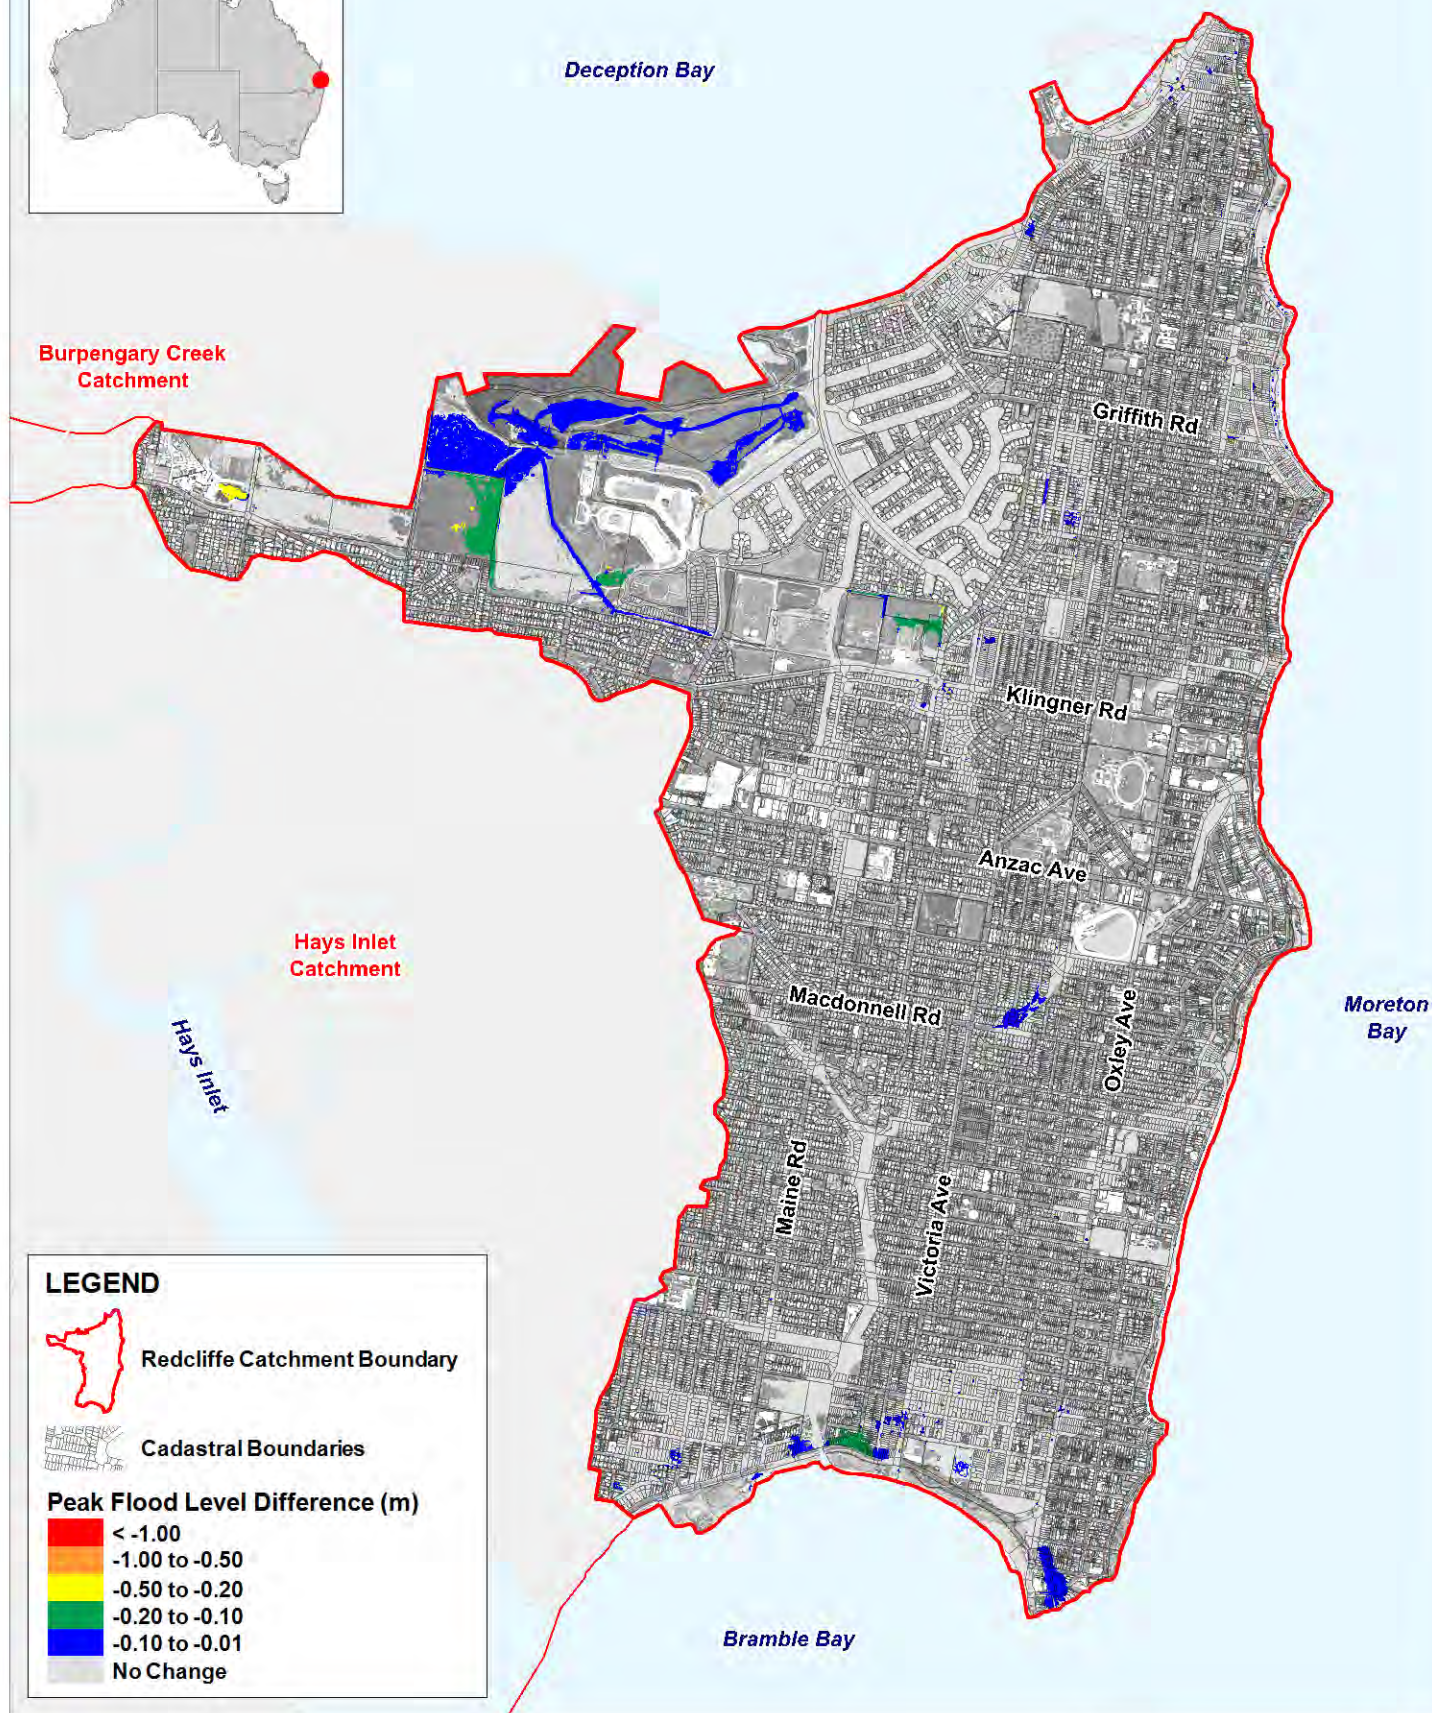 Deception Bay
Burpengary Creek
Catchment
Griffith Rd
Klingner Rd
Anzac Ave
Hays Inlet
Catchment
Macdonnell Rd
Oxley Ave
Moreton
Bay
Hays Inlet
Maine Rd
Victoria Ave
LEGEND
Redcliffe Catchment Boundary
Cadastral Boundaries
Peak Flood Level Difference (m)
< -1.00
-1.00 to -0.50
-0.50 to -0.20
-0.20 to -0.10
-0.10 to -0.01
No Change
Bramble Bay